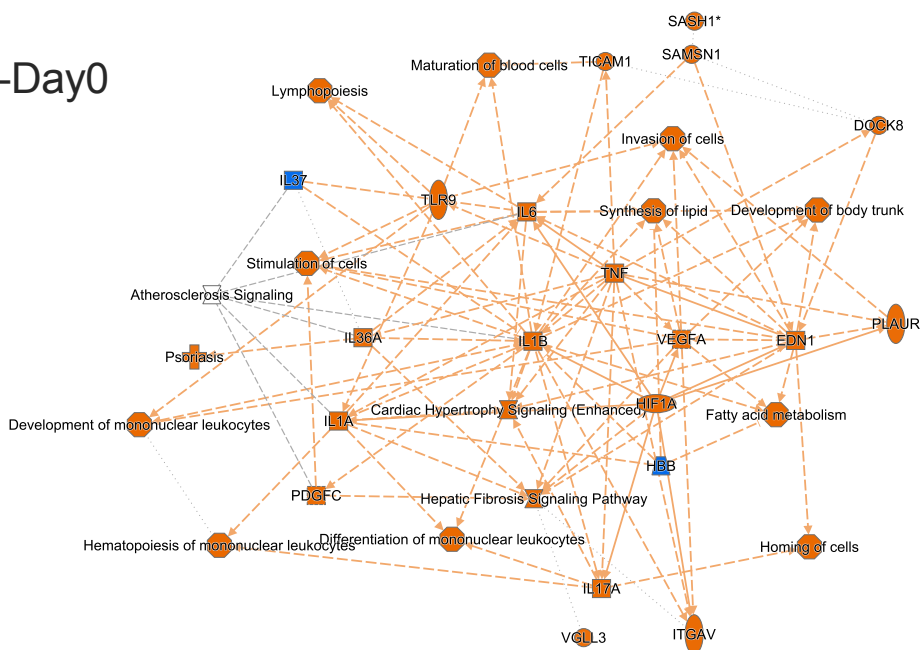 SASH1*
SAMSN1
-Day0
Maturation of blood cells
TICAM1
Lymphopoiesis
DOCK8
Invasion of cells
IL37
TLR9
IL6
Synthesis of lipid
Development of body trunk
Stimulation of cells
TNF
Atherosclerosis Signaling
PLAUR
IL36A
IL1B
VEGFA
EDN1
Psoriasis
HIF1A
Cardiac Hypertrophy Signaling (Enhanced)
Fatty acid metabolism
Development of mononuclear leukocytes
IL1A
HBB
PDGFC
Hepatic Fibrosis Signaling Pathway
Hematopoiesis of mononuclear leukocytes
Differentiation of mononuclear leukocytes
Homing of cells
IL17A
VGLL3
ITGAV